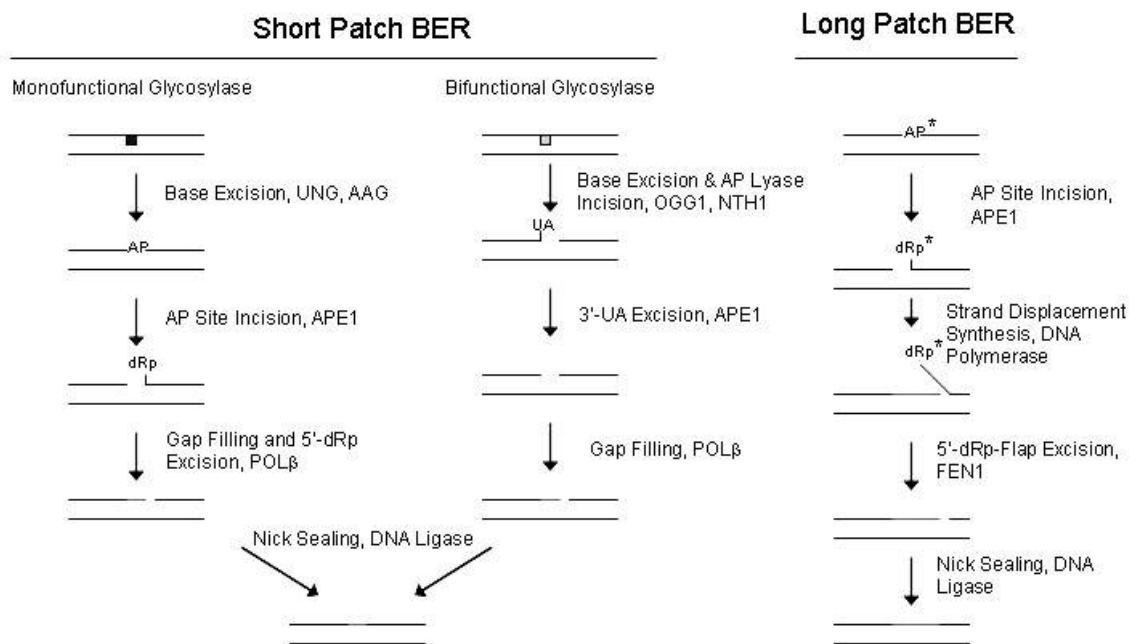 Short Patch BER
Long Patch BER
Monofunctional Glycosylase
Bifunctional Glycosylase
Base Excision, UNG, AAG
AP
AP Site Incision, APE1
dRp
Gap Filling and 5'-dRp
Excision, POLβ
Base Excision & AP Lyase
Incision, OGG1, NTH1
UA
3'-UA Excision, APE1
Gap Filling, POLβ
Nick Sealing, DNA Ligase
AP*
AP Site Incision,
APE1
dRp*
Strand Displacement
Synthesis, DNA
Polymerase
dRp*
5'-dRp-Flap Excision,
FEN1
Nick Sealing, DNA
Ligase